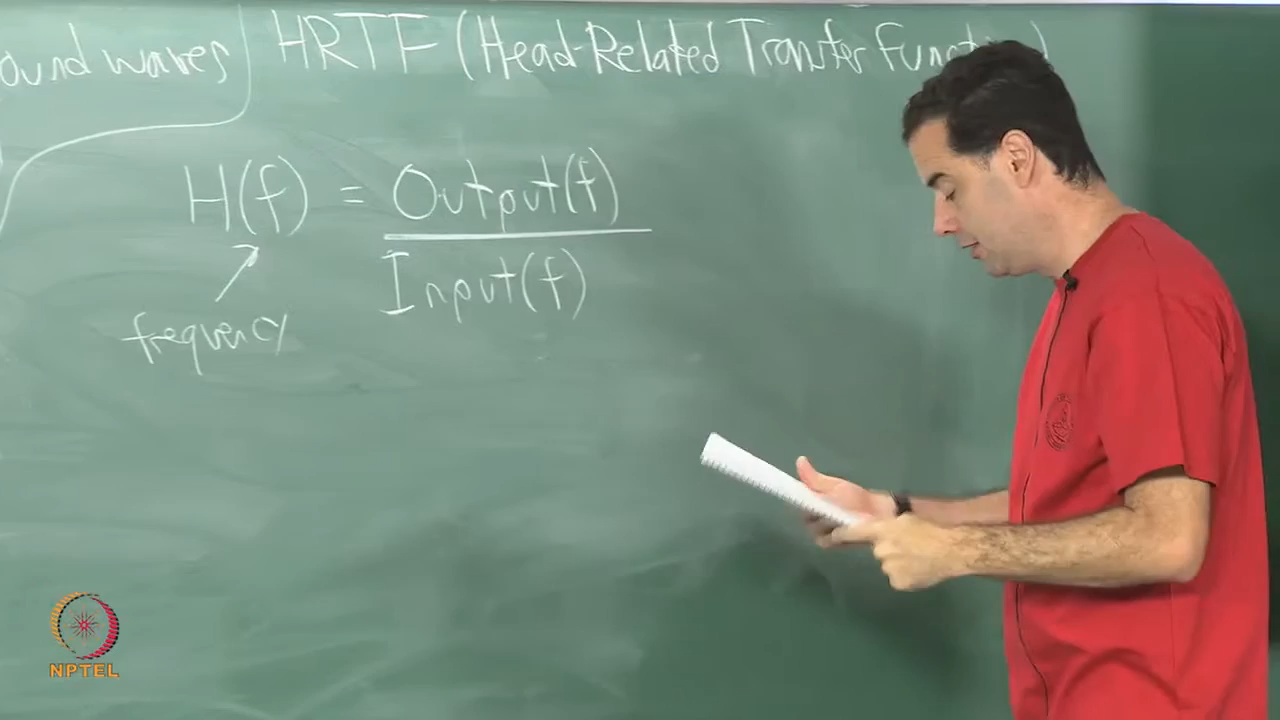 ound waves
HRTF (Head-Related Transfer Function)
H(f) = Output(f)
Input(f)
frequency
NPTEL